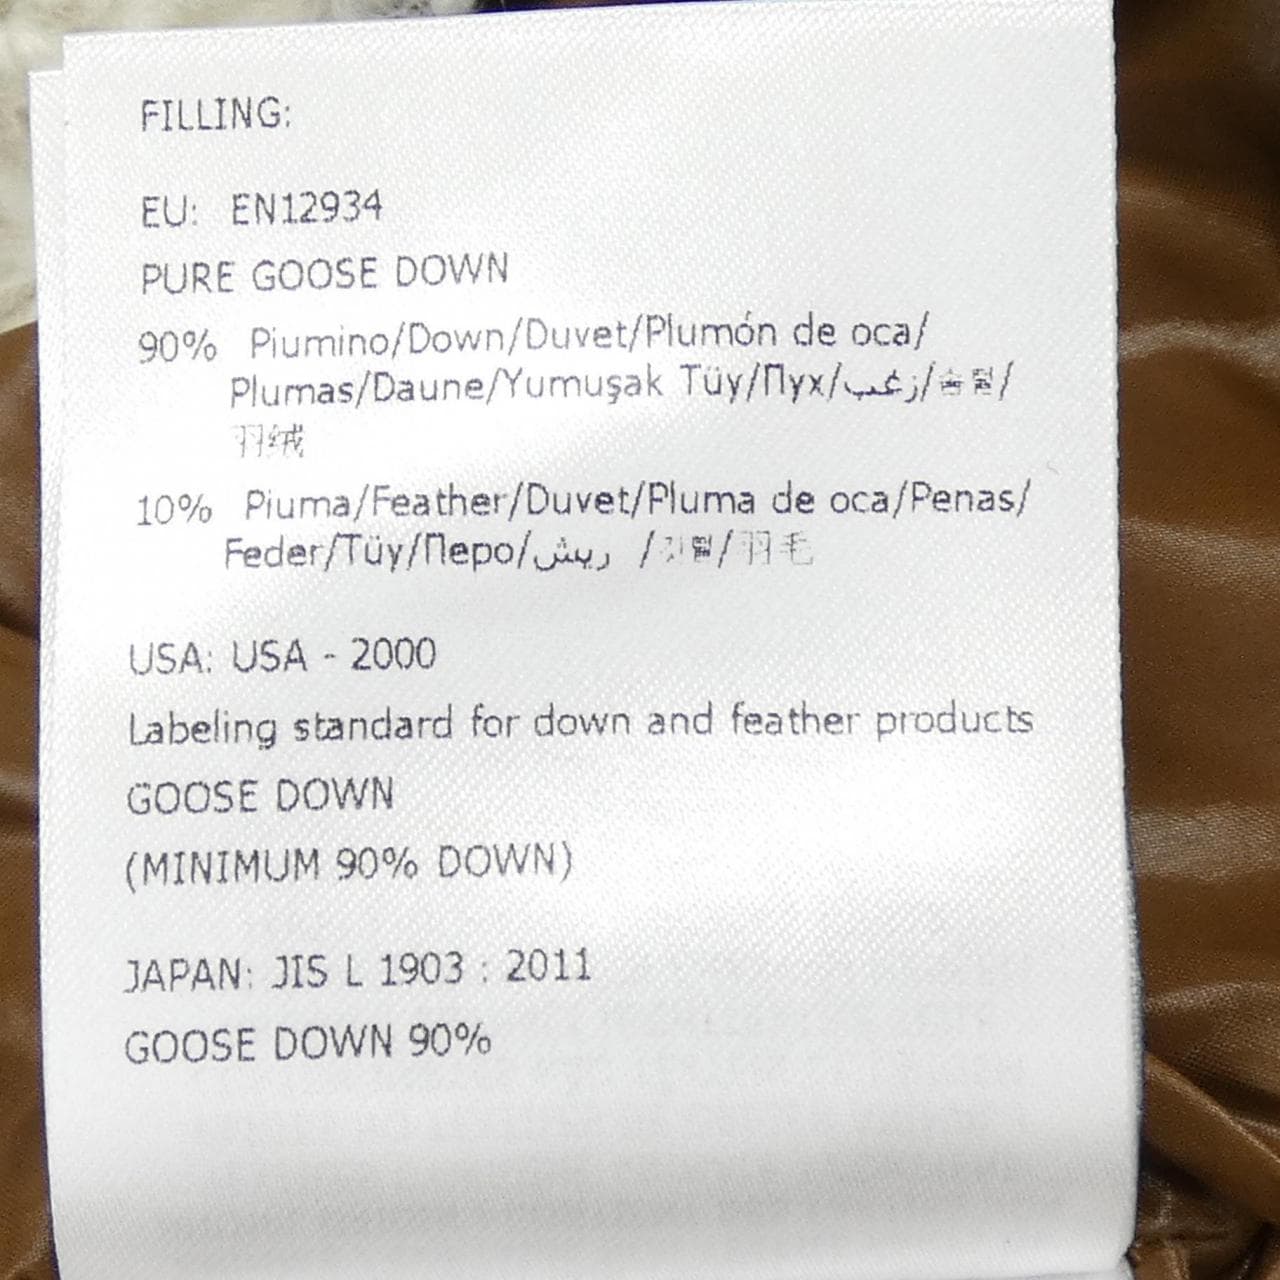 FILLING:
EU: EN12934
PURE GOOSE DOWN
90% Piumino/Down/Duvet/Plumón de oca/
Plumas/Daune/Yumuşak Tüy/Пух/زغب/솜털/
羽绒
10% Piuma/Feather/Duvet/Pluma de oca/Penas/
Feder/Tüy/Перо/ريش /깃털/羽毛
USA: USA - 2000
Labeling standard for down and feather products
GOOSE DOWN
(MINIMUM 90% DOWN)
JAPAN: JIS L 1903 : 2011
GOOSE DOWN 90%